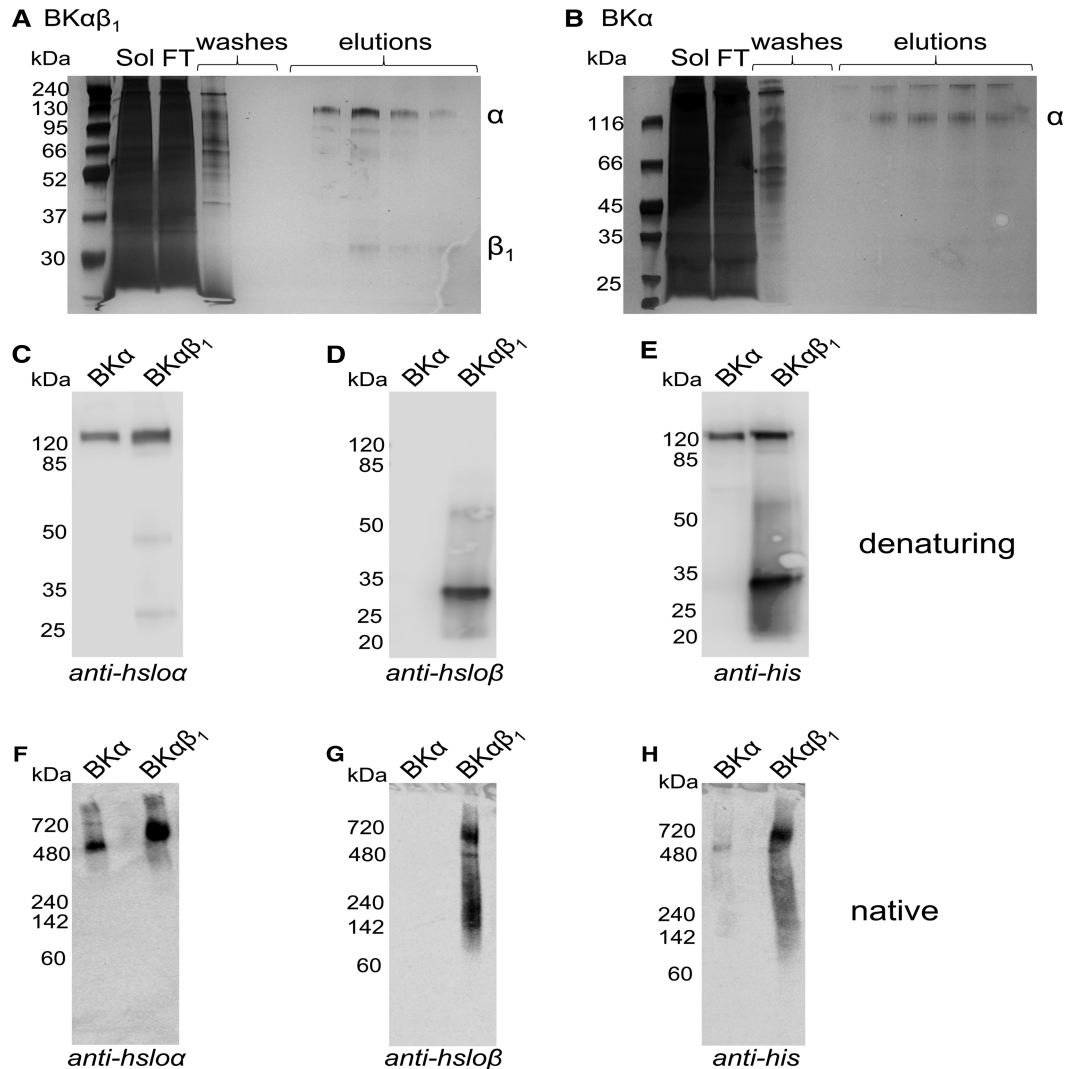 A BKαβ₁
kDa
Sol FT
washes
elutions
240
130
95
66
52
37
30
α
β₁
B BKα
kDa
Sol FT
washes
elutions
116
66
45
35
25
α
C
kDa
BKα
BKαβ₁
120
85
50
35
25
anti-hsloα
D
kDa
BKα
BKαβ₁
120
85
50
35
25
20
anti-hsloβ
E
kDa
BKα
BKαβ₁
120
85
50
35
25
20
anti-his
denaturing
F
kDa
BKα
BKαβ₁
720
480
240
142
60
anti-hsloα
G
kDa
BKα
BKαβ₁
720
480
240
142
60
anti-hsloβ
H
kDa
BKα
BKαβ₁
720
480
240
142
60
anti-his
native